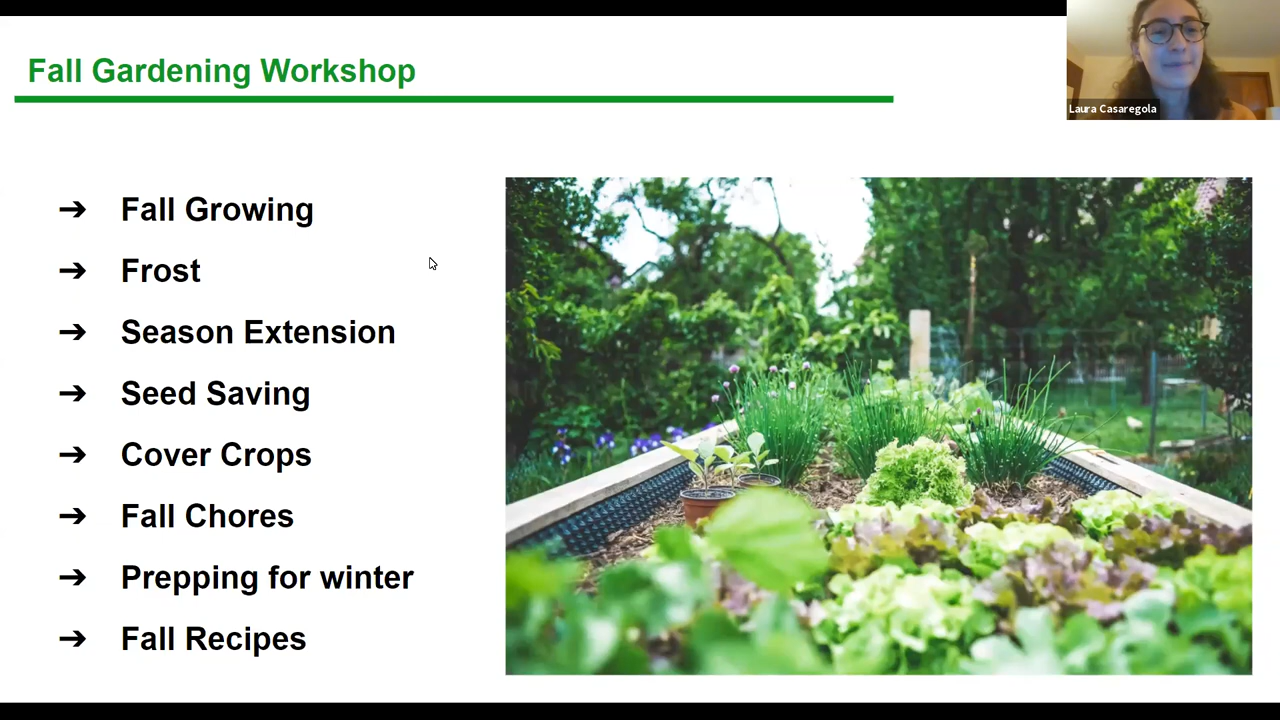 Fall Gardening Workshop
Laura Casaregola
➔ Fall Growing
➔ Frost
➔ Season Extension
➔ Seed Saving
➔ Cover Crops
➔ Fall Chores
➔ Prepping for winter
➔ Fall Recipes